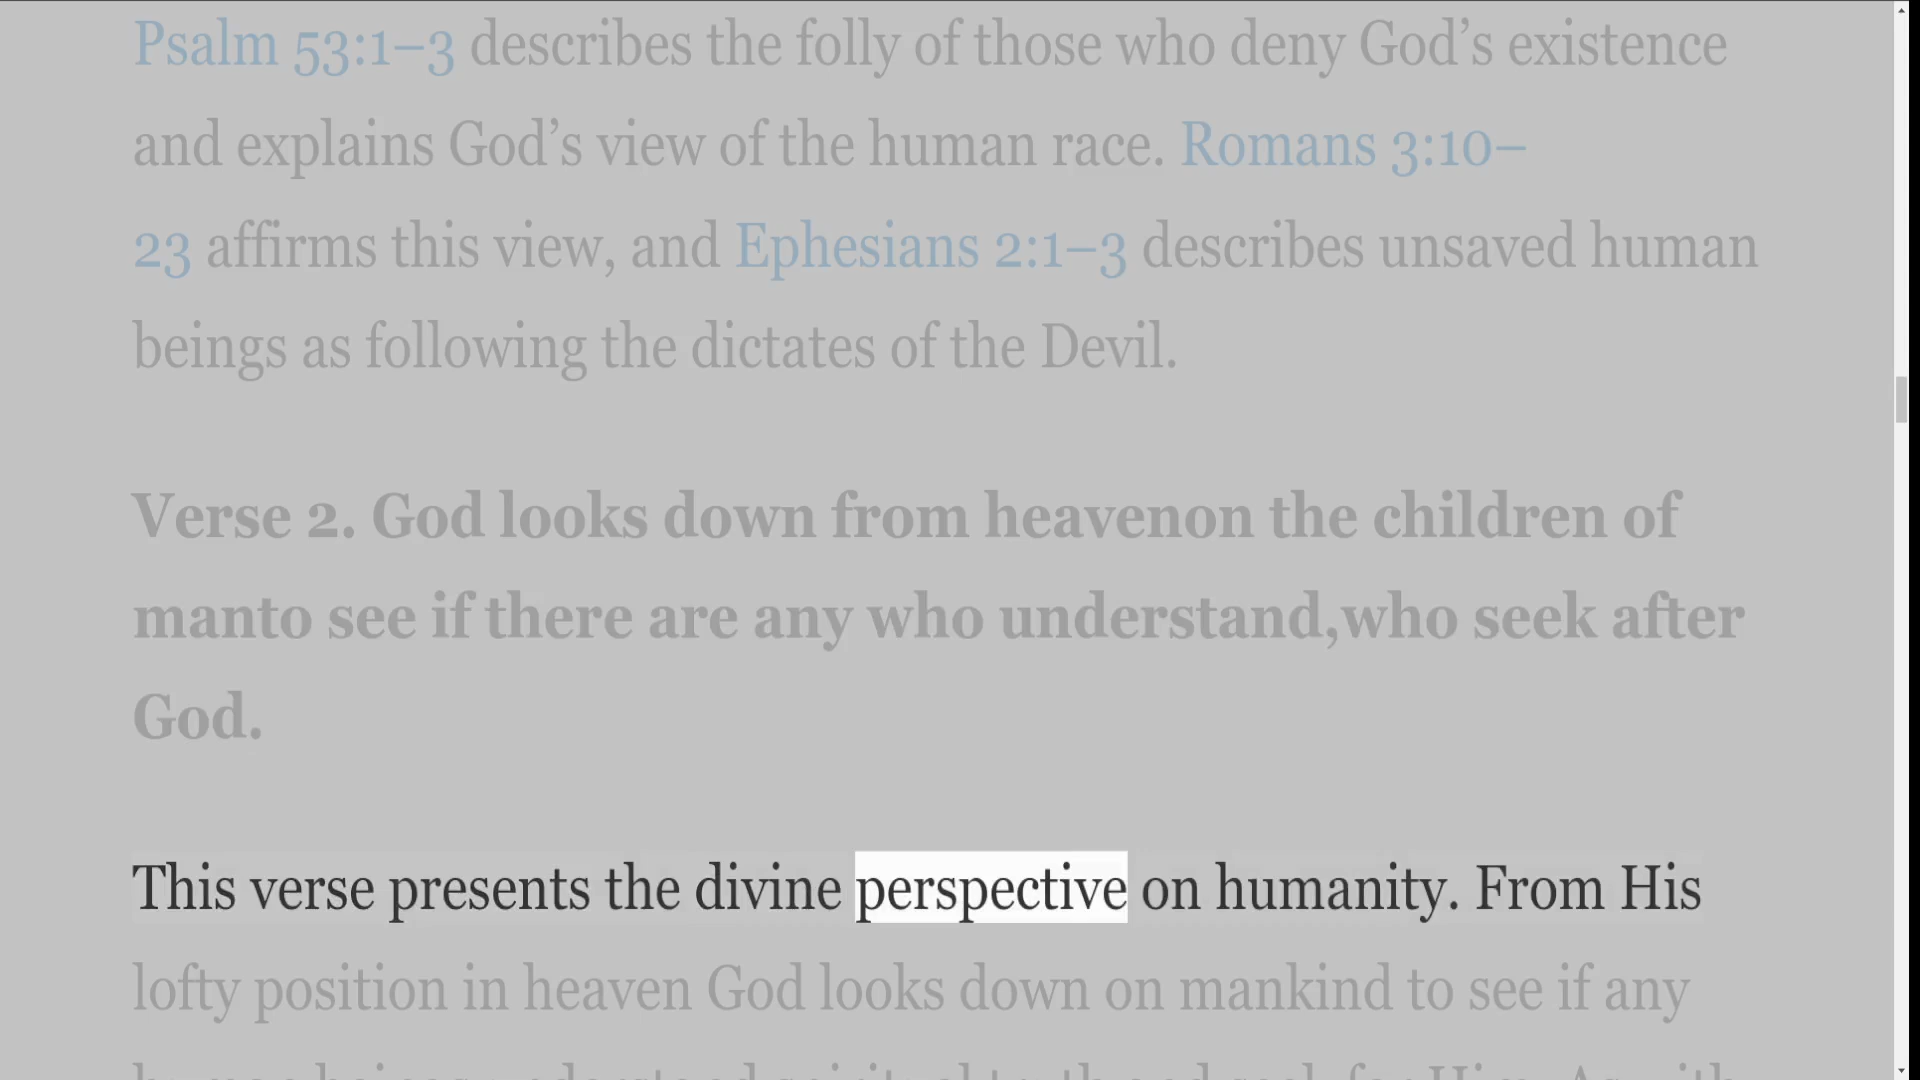 Psalm 53:1–3 describes the folly of those who deny God’s existence
and explains God’s view of the human race. Romans 3:10–
23 affirms this view, and Ephesians 2:1–3 describes unsaved human
beings as following the dictates of the Devil.
Verse 2. God looks down from heavenon the children of
manto see if there are any who understand,who seek after
God.
This verse presents the divine perspective on humanity. From His
lofty position in heaven God looks down on mankind to see if any